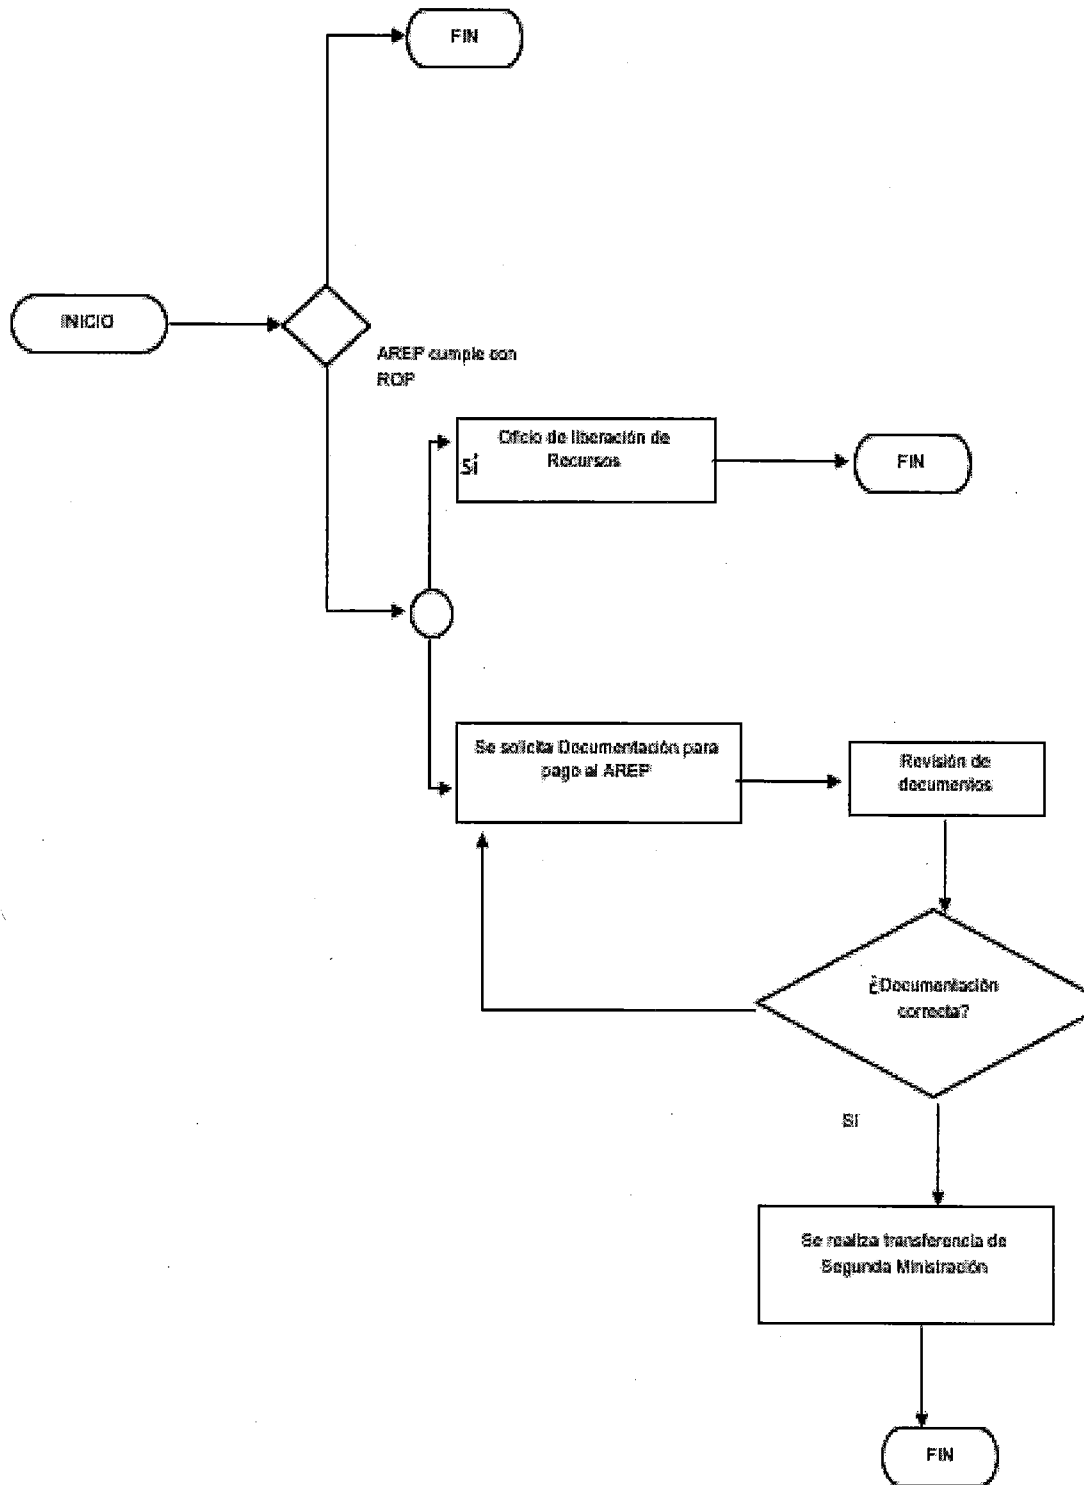 FIN
INICIO
AREP cumple con
ROP
Oficio de liberación de
Recursos
Sí
FIN
Se solicita Documentación para
pago al AREP
Revisión de
documentos
¿Documentación
correcta?
SI
Se realiza transferencia de
Segunda Ministración
FIN